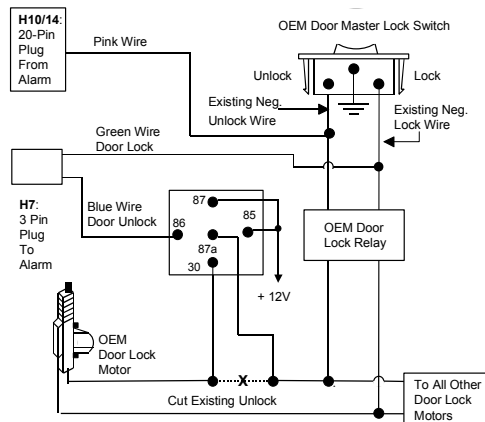 H10/14:
20-Pin
Plug
From
Alarm
Pink Wire
OEM Door Master Lock Switch
Unlock
Lock
Existing Neg.
Unlock Wire
Existing Neg.
Lock Wire
Green Wire
Door Lock
H7:
3 Pin
Plug
To
Alarm
Blue Wire
Door Unlock
87
86
85
87a
30
+ 12V
OEM Door
Lock Relay
OEM
Door Lock
Motor
X
Cut Existing Unlock
To All Other
Door Lock
Motors